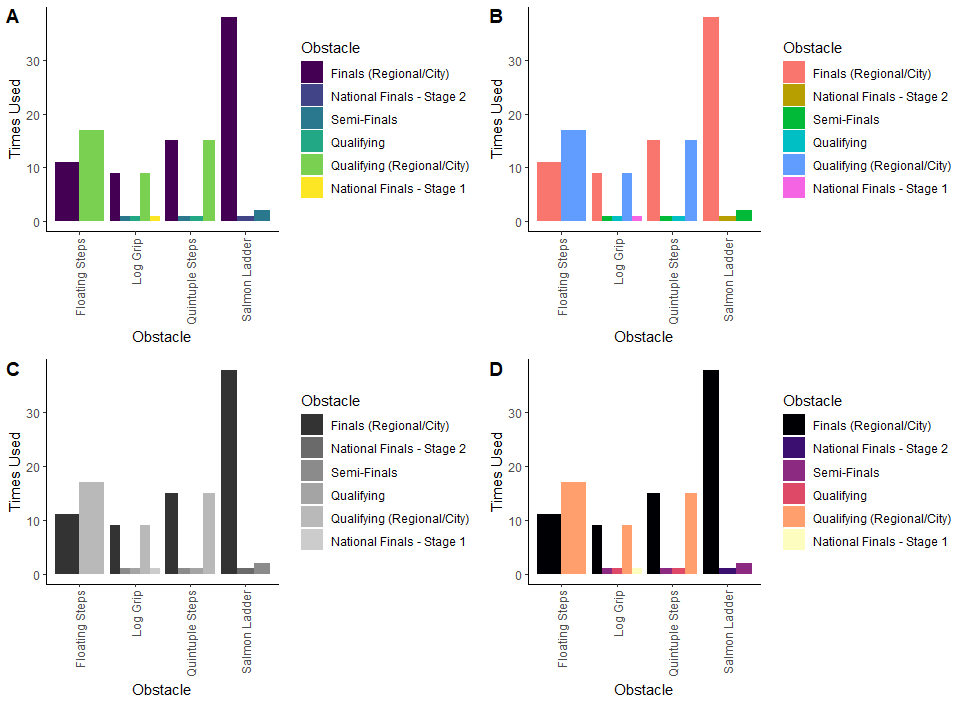 A
Times Used
30
20
10
0
Floating Steps
Log Grip
Quintuple Steps
Salmon Ladder
Obstacle
Obstacle
Finals (Regional/City)
National Finals - Stage 2
Semi-Finals
Qualifying
Qualifying (Regional/City)
National Finals - Stage 1
B
Times Used
30
20
10
0
Floating Steps
Log Grip
Quintuple Steps
Salmon Ladder
Obstacle
Obstacle
Finals (Regional/City)
National Finals - Stage 2
Semi-Finals
Qualifying
Qualifying (Regional/City)
National Finals - Stage 1
C
Times Used
30
20
10
0
Floating Steps
Log Grip
Quintuple Steps
Salmon Ladder
Obstacle
Obstacle
Finals (Regional/City)
National Finals - Stage 2
Semi-Finals
Qualifying
Qualifying (Regional/City)
National Finals - Stage 1
D
Times Used
30
20
10
0
Floating Steps
Log Grip
Quintuple Steps
Salmon Ladder
Obstacle
Obstacle
Finals (Regional/City)
National Finals - Stage 2
Semi-Finals
Qualifying
Qualifying (Regional/City)
National Finals - Stage 1